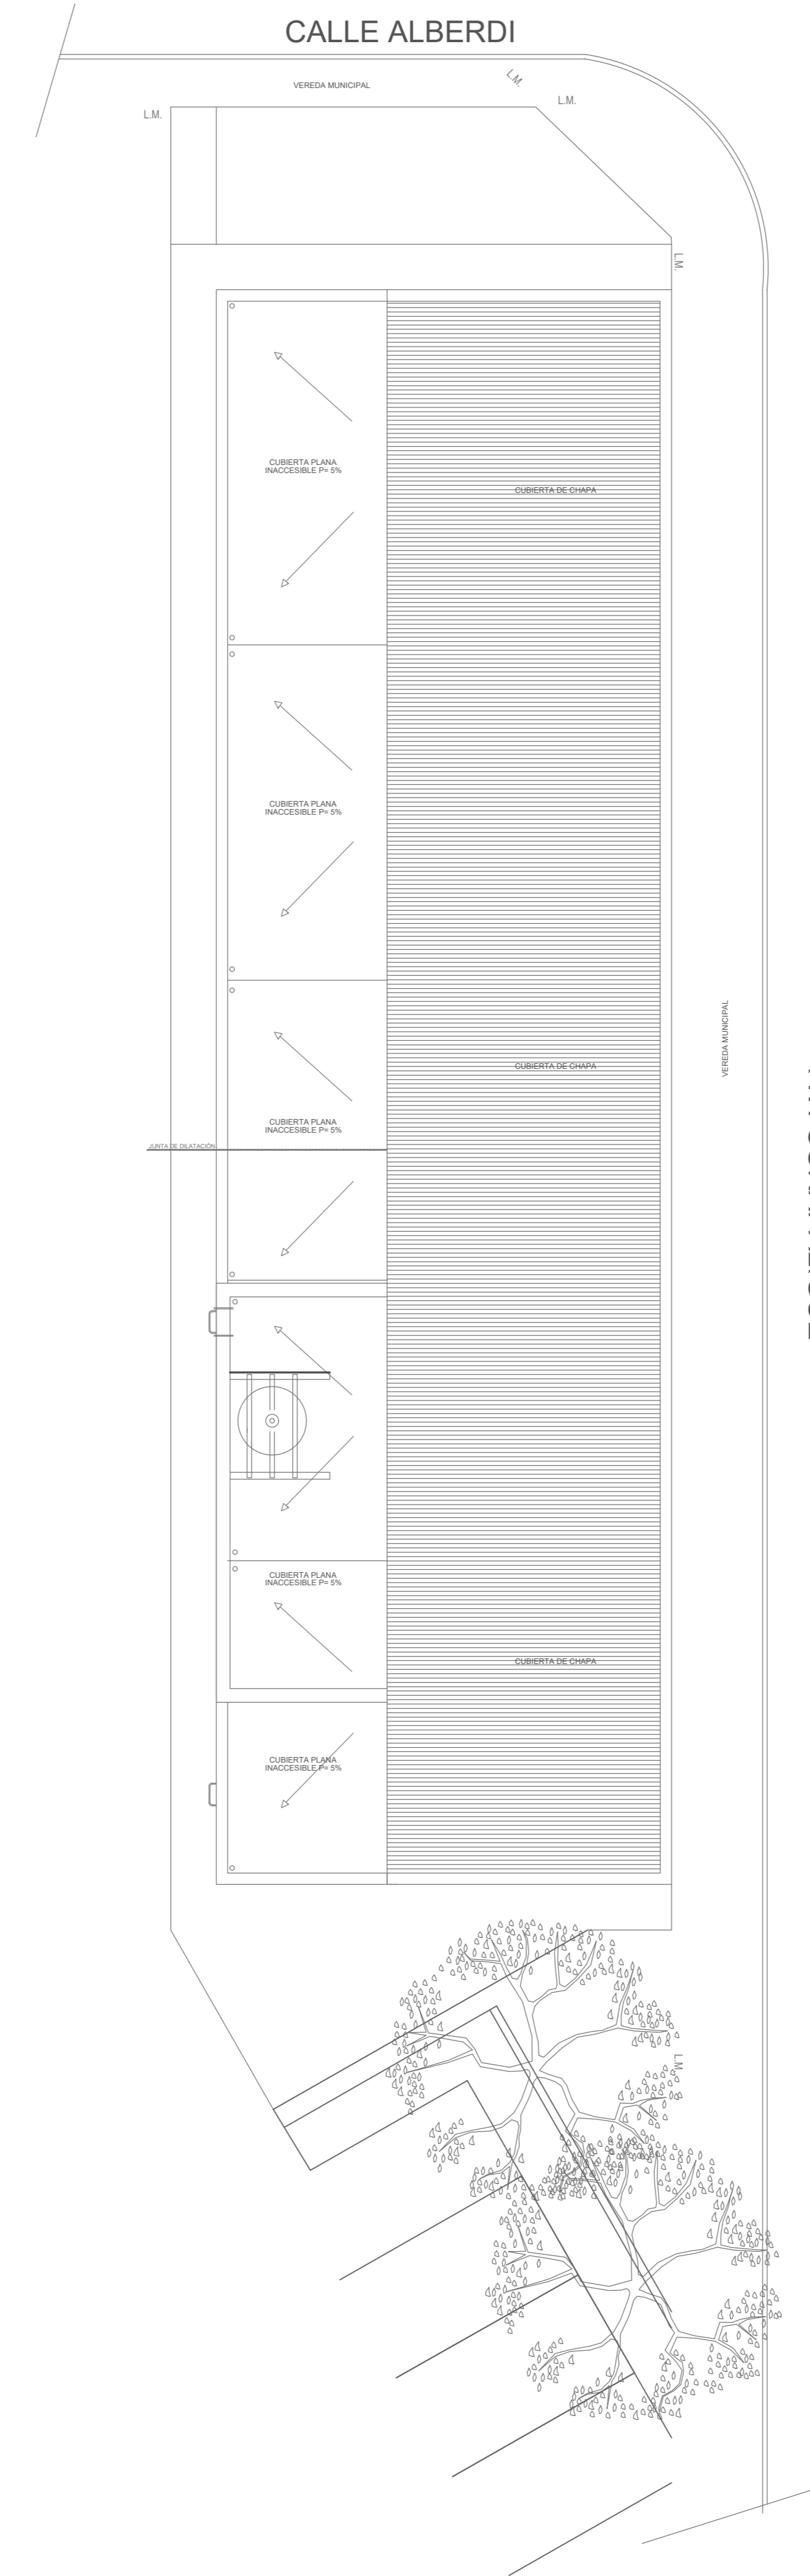 CALLE ALBERDI
VEREDA MUNICIPAL
L.M.
L.M.
L.M.
L.M.
CUBIERTA PLANA
INACCESIBLE P= 5%
CUBIERTA DE CHAPA
CUBIERTA PLANA
INACCESIBLE P= 5%
VEREDA MUNICIPAL
CUBIERTA DE CHAPA
CUBIERTA PLANA
INACCESIBLE P= 5%
JUNTA DE DILATACIÓN
CUBIERTA PLANA
INACCESIBLE P= 5%
CUBIERTA DE CHAPA
CUBIERTA PLANA
INACCESIBLE P= 5%
L.M.